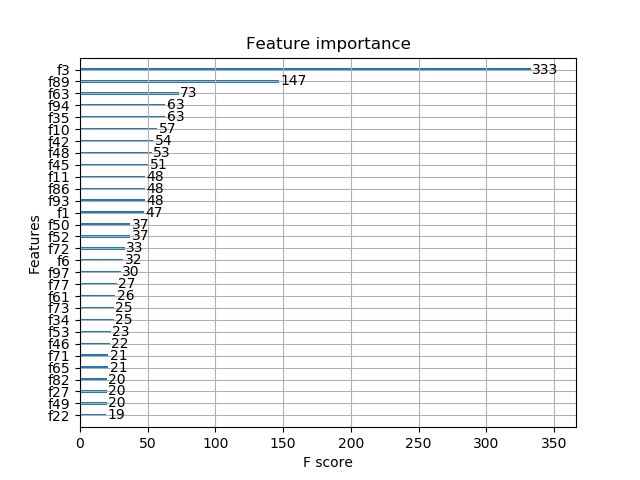 Feature importance
f3 333
f89 147
f63 73
f94 63
f35 63
f10 57
f42 54
f48 53
f45 51
f11 48
f86 48
f93 48
f1 47
f50 37
f52 37
f72 33
f6 32
f97 30
f77 27
f61 26
f73 25
f34 25
f53 23
f46 22
f71 21
f65 21
f82 20
f27 20
f49 20
f22 19
Features
0 50 100 150 200 250 300 350
F score